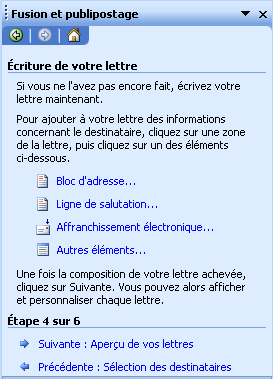 Fusion et publipostage
Écriture de votre lettre
Si vous ne l'avez pas encore fait, écrivez votre
lettre maintenant.
Pour ajouter à votre lettre des informations
concernant le destinataire, cliquez sur une zone
de la lettre, puis cliquez sur un des éléments
ci-dessous.
Bloc d'adresse...
Ligne de salutation...
Affranchissement électronique...
Autres éléments...
Une fois la composition de votre lettre achevée,
cliquez sur Suivante. Vous pouvez alors afficher
et personnaliser chaque lettre.
Étape 4 sur 6
Suivante : Aperçu de vos lettres
Précédente : Sélection des destinataires